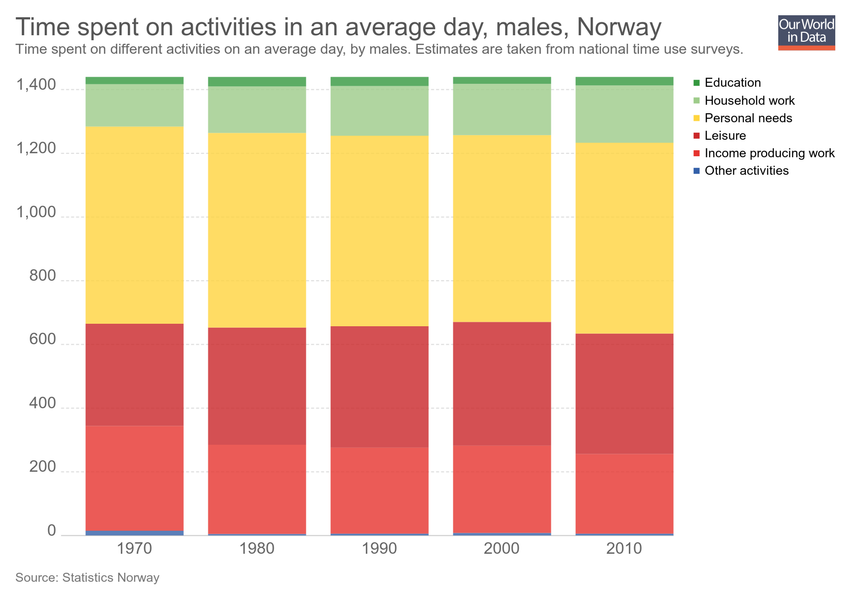 Time spent on activities in an average day, males, Norway
Time spent on different activities on an average day, by males. Estimates are taken from national time use surveys.
Our World
in Data
1,400
1,200
1,000
800
600
400
200
0
1970
1980
1990
2000
2010
Education
Household work
Personal needs
Leisure
Income producing work
Other activities
Source: Statistics Norway